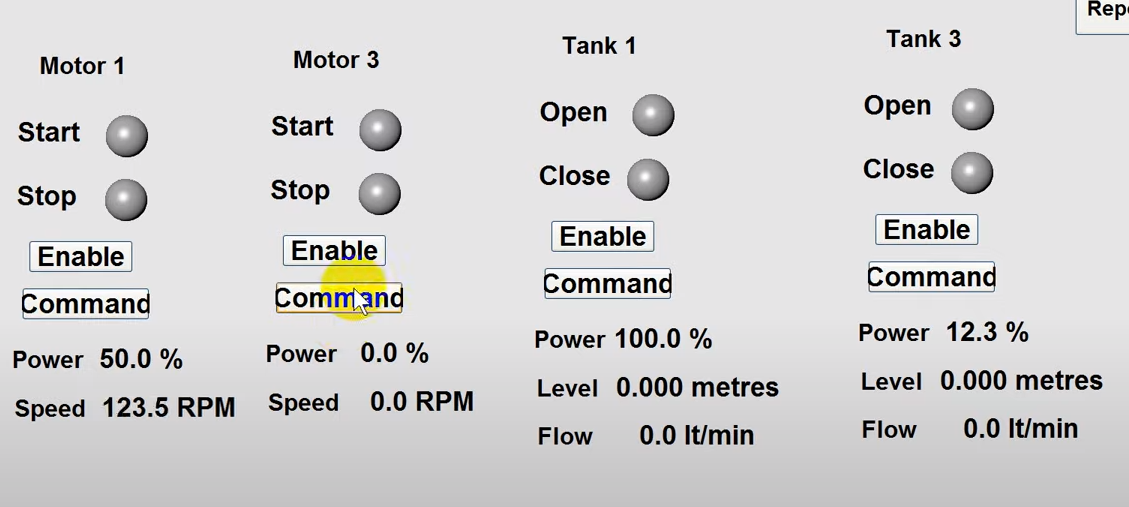 Motor 1
Start
Stop
Enable
Command
Power 50.0 %
Speed 123.5 RPM
Motor 3
Start
Stop
Enable
Command
Power 0.0 %
Speed 0.0 RPM
Tank 1
Open
Close
Enable
Command
Power 100.0 %
Level 0.000 metres
Flow 0.0 lt/min
Tank 3
Open
Close
Enable
Command
Power 12.3 %
Level 0.000 metres
Flow 0.0 lt/min